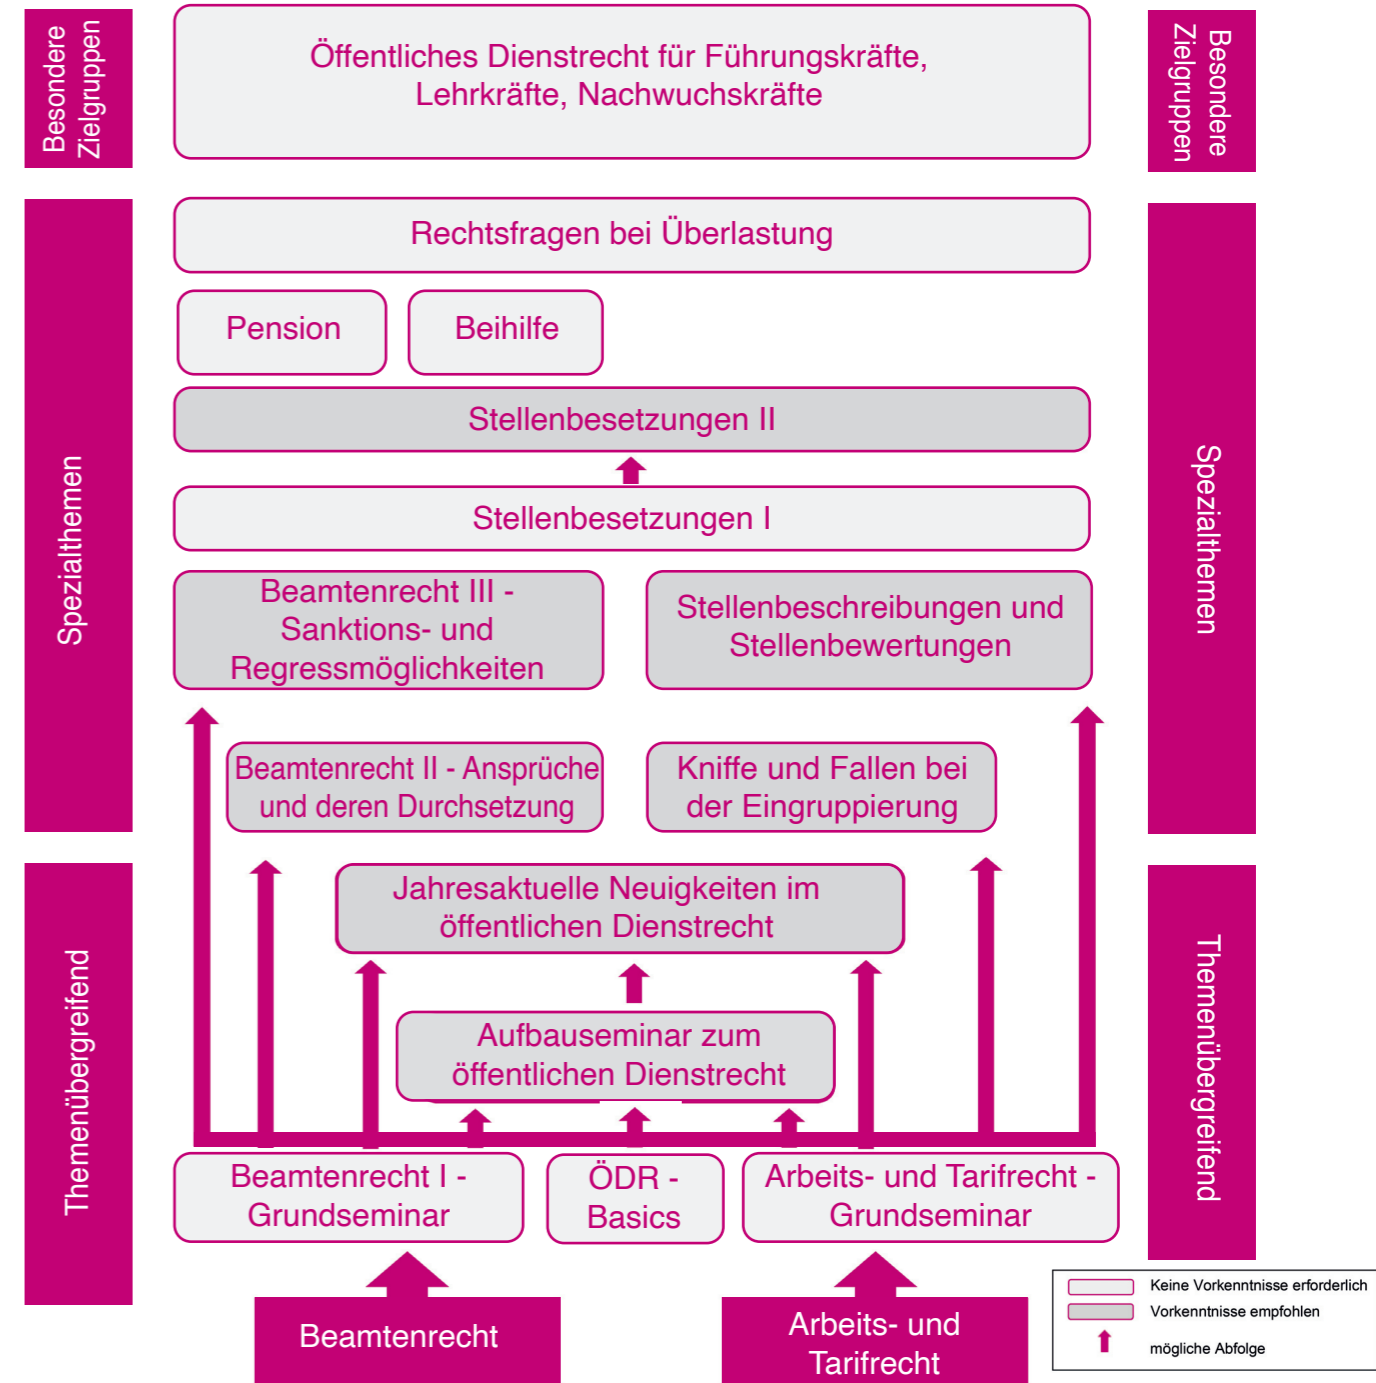 Besondere
Zielgruppen
Öffentliches Dienstrecht für Führungskräfte,
Lehrkräfte, Nachwuchskräfte
Besondere
Zielgruppen
Spezialthemen
Rechtsfragen bei Überlastung
Pension
Beihilfe
Stellenbesetzungen II
Stellenbesetzungen I
Beamtenrecht III -
Sanktions- und
Regressmöglichkeiten
Stellenbeschreibungen und
Stellenbewertungen
Beamtenrecht II - Ansprüche
und deren Durchsetzung
Kniffe und Fallen bei
der Eingruppierung
Spezialthemen
Themenübergreifend
Jahresaktuelle Neuigkeiten im
öffentlichen Dienstrecht
Aufbauseminar zum
öffentlichen Dienstrecht
Beamtenrecht I -
Grundseminar
ÖDR -
Basics
Arbeits- und Tarifrecht -
Grundseminar
Themenübergreifend
Beamtenrecht
Arbeits- und
Tarifrecht
Keine Vorkenntnisse erforderlich
Vorkenntnisse empfohlen
mögliche Abfolge